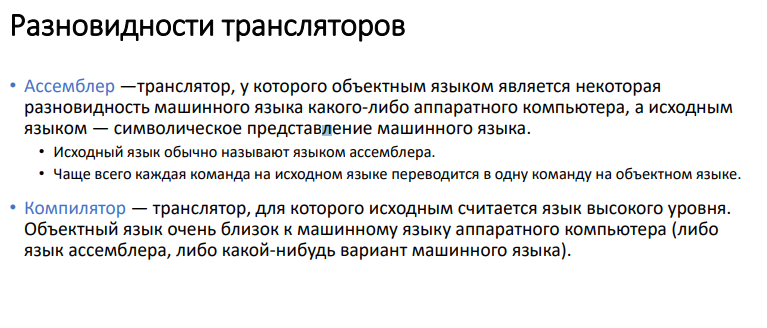 Разновидности трансляторов
• Ассемблер —транслятор, у которого объектным языком является некоторая
разновидность машинного языка какого-либо аппаратного компьютера, а исходным
языком — символическое представление машинного языка.
• Исходный язык обычно называют языком ассемблера.
• Чаще всего каждая команда на исходном языке переводится в одну команду на объектном языке.
• Компилятор — транслятор, для которого исходным считается язык высокого уровня.
Объектный язык очень близок к машинному языку аппаратного компьютера (либо
язык ассемблера, либо какой-нибудь вариант машинного языка).